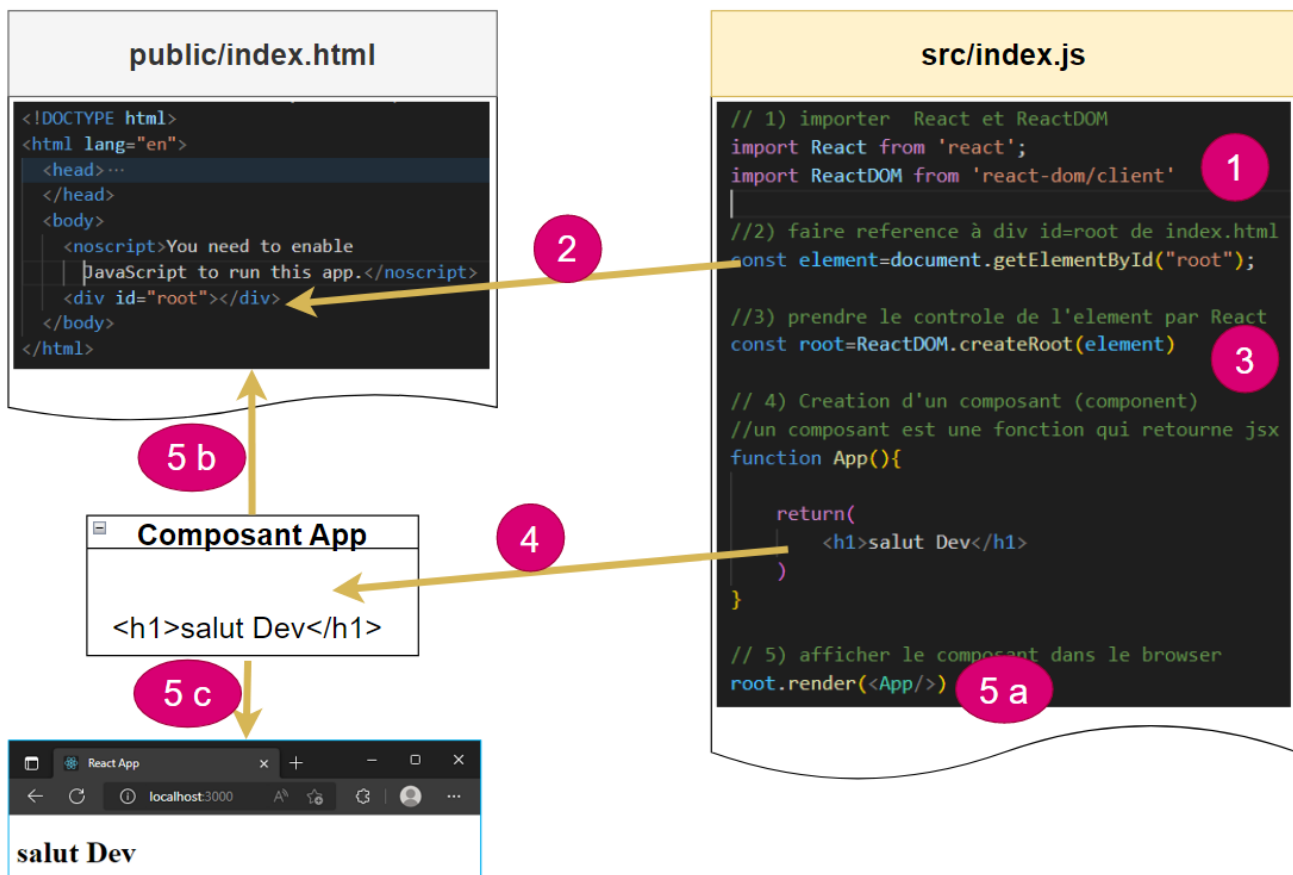 public/index.html
<!DOCTYPE html>
<html lang="en">
<head>...
</head>
<body>
<noscript>You need to enable
JavaScript to run this app.</noscript>
<div id="root"></div>
</body>
</html>
src/index.js
// 1) importer  React et ReactDOM
import React from 'react';
import ReactDOM from 'react-dom/client'
1
//2) faire reference à div id=root de index.html
const element=document.getElementById("root");
2
//3) prendre le controle de l'element par React
const root=ReactDOM.createRoot(element)
3
// 4) Creation d'un composant (component)
//un composant est une fonction qui retourne jsx
function App(){
return(
<h1>salut Dev</h1>
)
}
4
// 5) afficher le composant dans le browser
root.render(<App/>)
5 a
5 b
Composant App
<h1>salut Dev</h1>
5 c
React App
localhost:3000
salut Dev